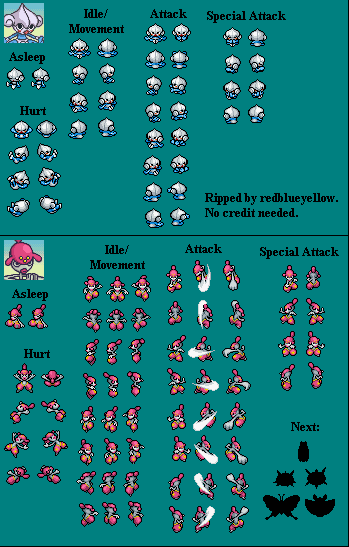 Idle/
Movement
Attack
Special Attack
Asleep
Hurt
Ripped by redblueyellow.
No credit needed.
Idle/
Movement
Attack
Special Attack
Asleep
Hurt
Next: